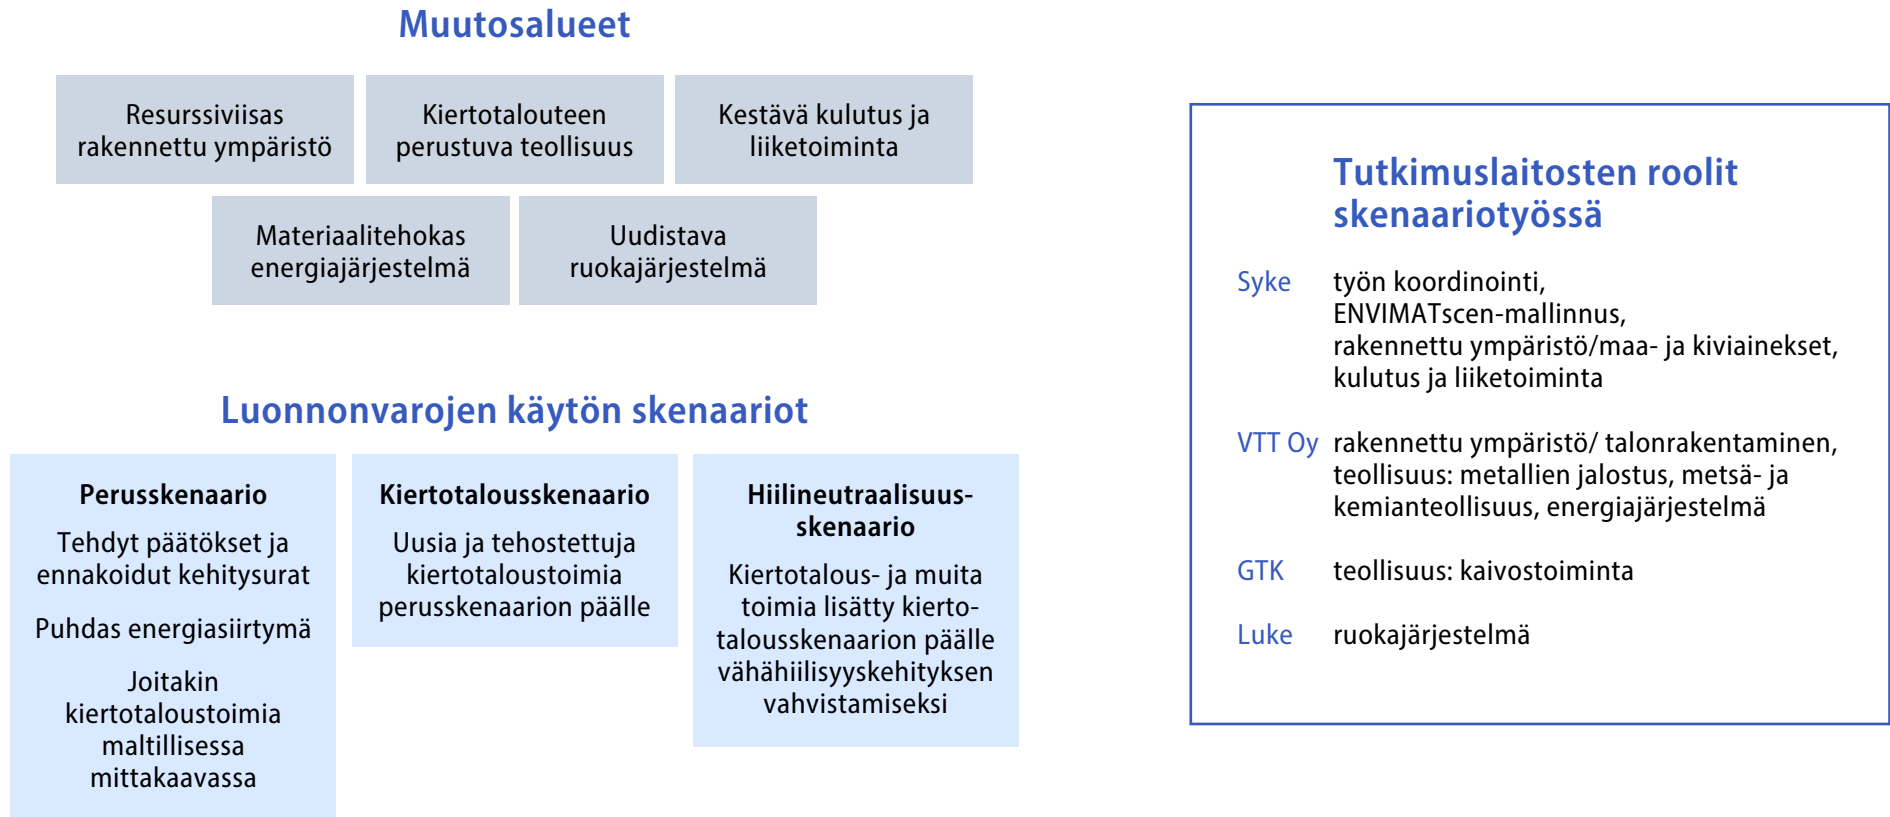 Muutosalueet
Resurssiviisas
rakennettu ympäristö
Kiertotalouteen
perustuva teollisuus
Kestävä kulutus ja
liiketoiminta
Materiaalitehokas
energiajärjestelmä
Uudistava
ruokajärjestelmä
Luonnonvarojen käytön skenaariot
Perusskenaario
Tehdyt päätökset ja
ennakoidut kehitysurat
Puhdas energiasiirtymä
Joitakin
kiertotaloustoimia
maltillisessa
mittakaavassa
Kiertotalousskenaario
Uusia ja tehostettuja
kiertotaloustoimia
perusskenaarion päälle
Hiilineutraalisuus-
skenaario
Kiertotalous- ja muita
toimia lisätty kierto-
talousskenaarion päälle
vähähiilisyyskehityksen
vahvistamiseksi
Tutkimuslaitosten roolit
skenaariotyössä
Syke työn koordinointi,
ENVIMATscen-mallinnus,
rakennettu ympäristö/maa- ja kiviainekset,
kulutus ja liiketoiminta
VTT Oy rakennettu ympäristö/ talonrakentaminen,
teollisuus: metallien jalostus, metsä- ja
kemianteollisuus, energiajärjestelmä
GTK teollisuus: kaivostoiminta
Luke ruokajärjestelmä